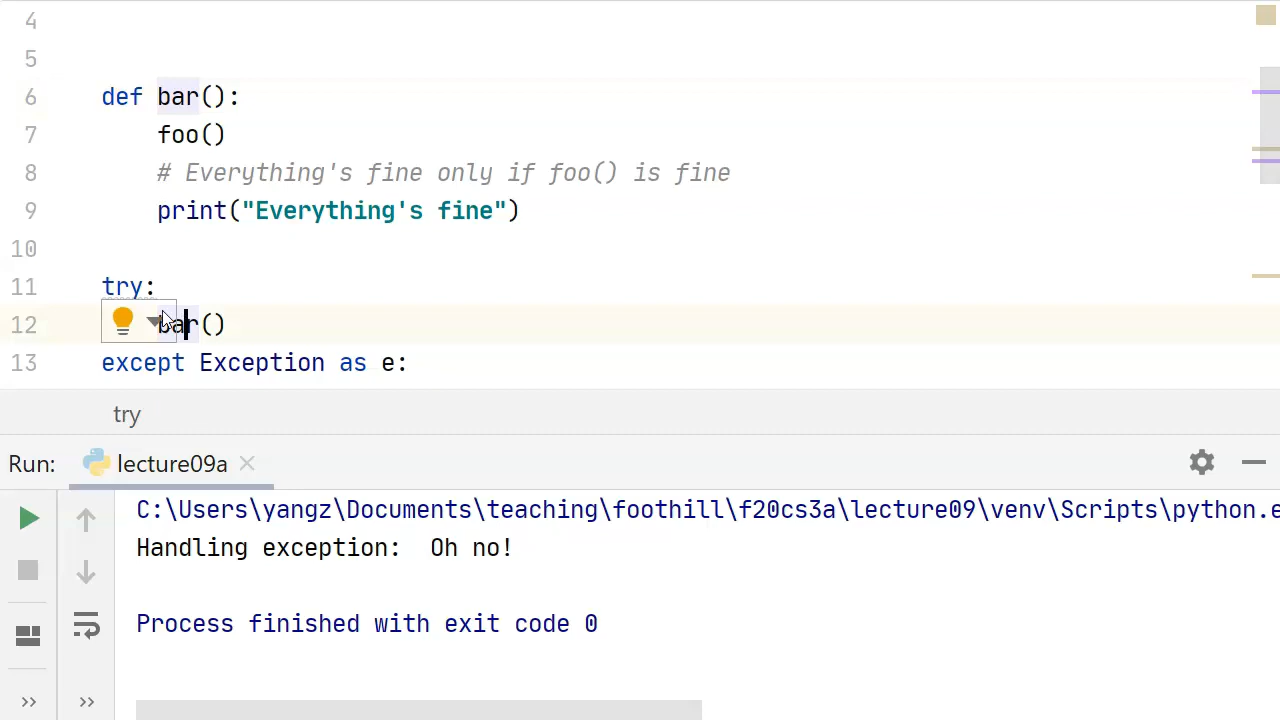 4
5
6 def bar():
7 foo()
8 # Everything's fine only if foo() is fine
9 print("Everything's fine")
10
11 try:
12 bar()
13 except Exception as e:
try
Run: lecture09a
C:\Users\yangz\Documents\teaching\foothill\f20cs3a\lecture09\venv\Scripts\python.e
Handling exception:  Oh no!
Process finished with exit code 0